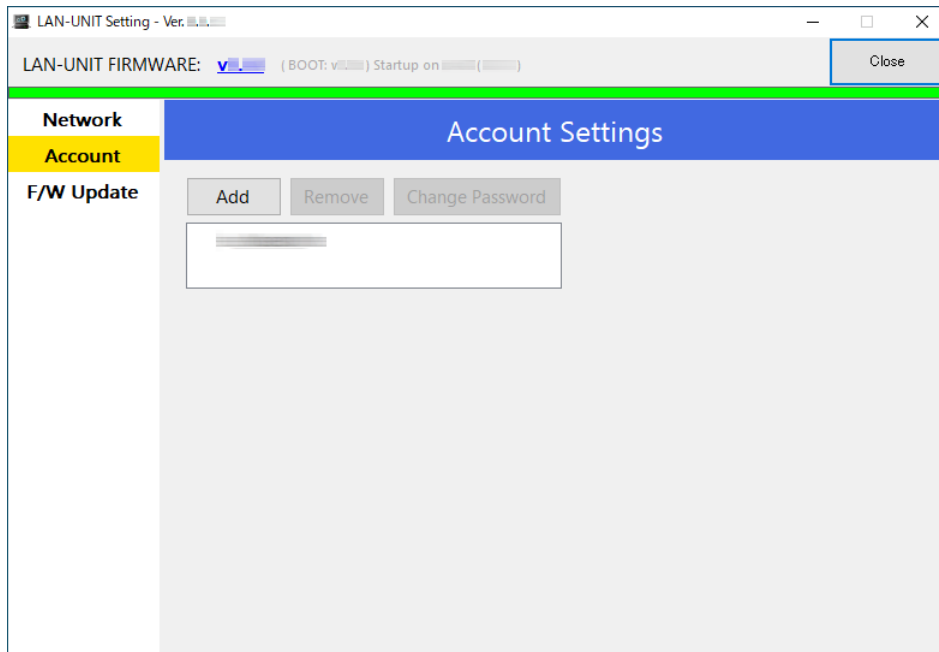 LAN-UNIT Setting - Ver.
LAN-UNIT FIRMWARE: v ( BOOT: v ) Startup on ( )
Close
Network
Account
F/W Update
Account Settings
Add Remove Change Password